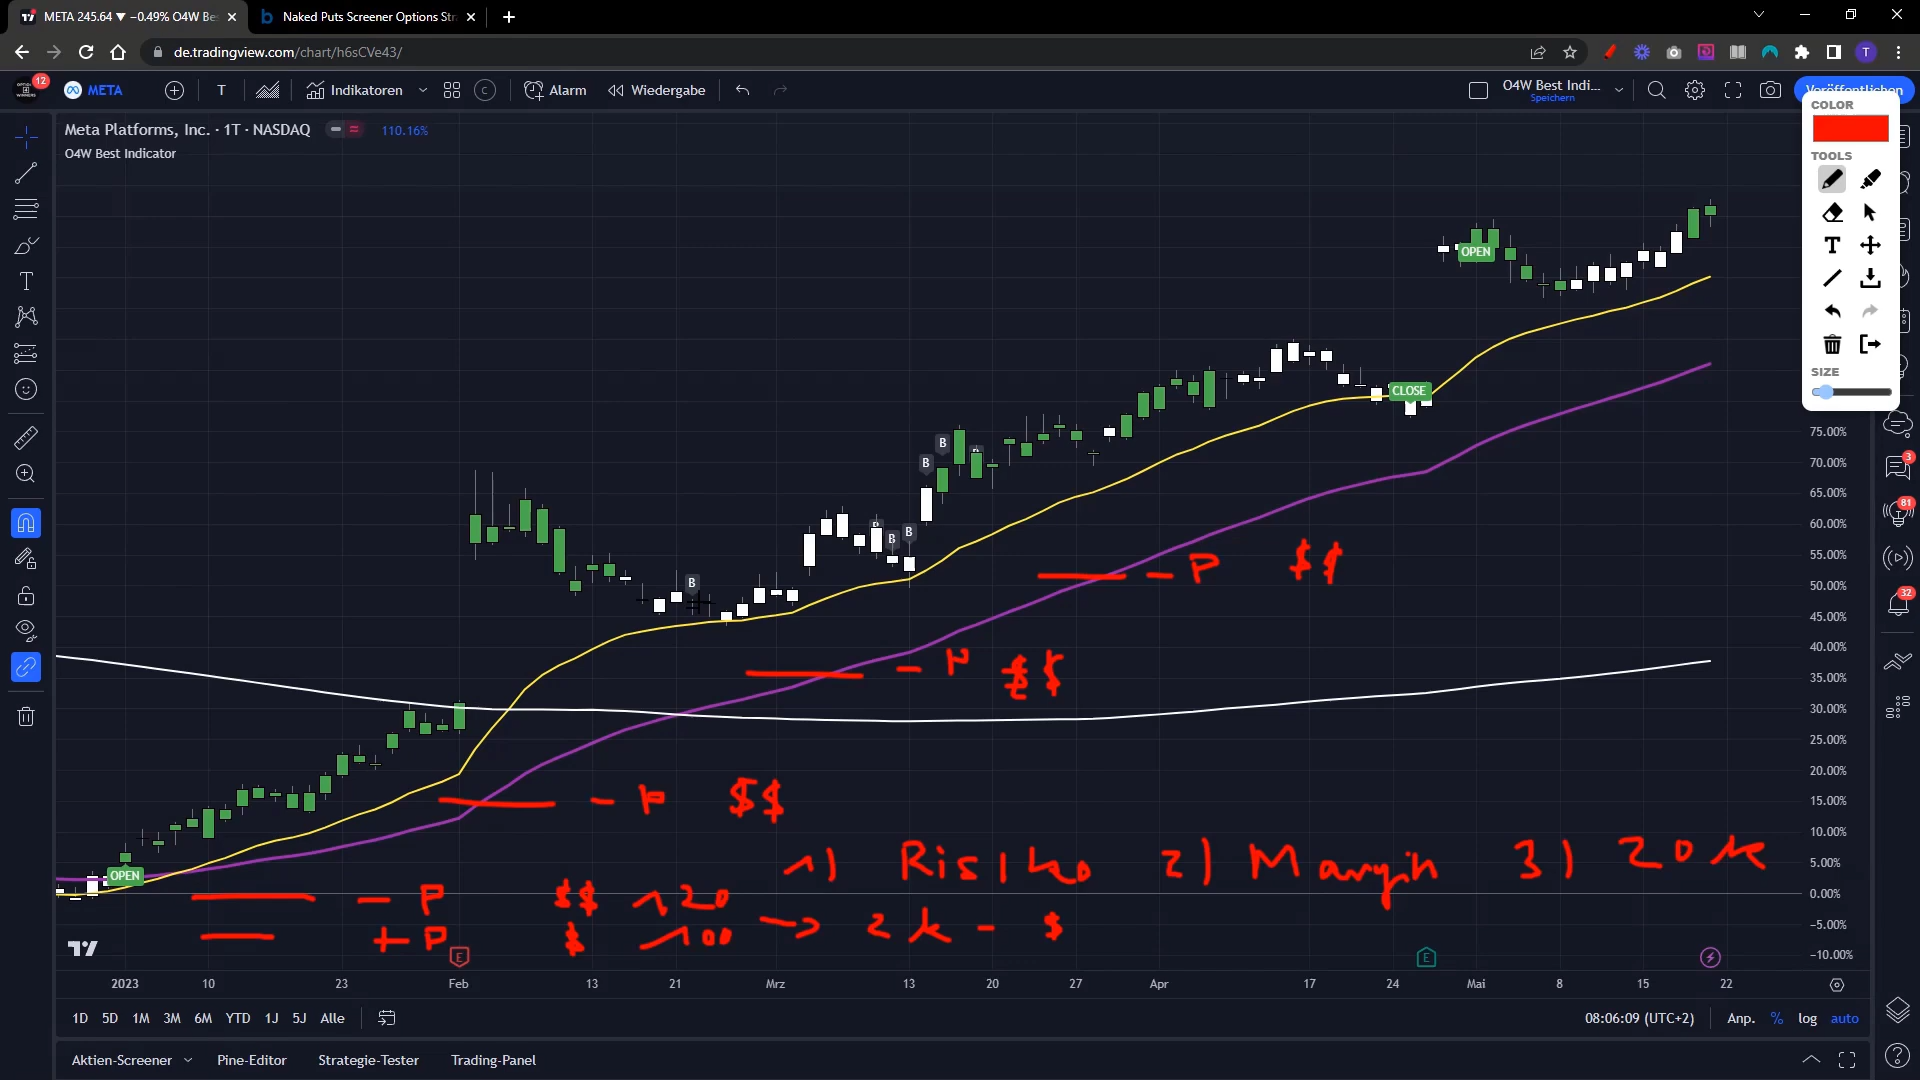 META 245.64 ▼ −0.49% O4W Be
Naked Puts Screener Options Str
de.tradingview.com/chart/h6sCVe43/
T
12
META
T
Indikatoren
C
Alarm
Wiedergabe
O4W Best Indi...
Speichern
Veröffentlichen
Meta Platforms, Inc. · 1T · NASDAQ
110.16%
O4W Best Indicator
COLOR
TOOLS
SIZE
OPEN
CLOSE
B
B
B
B
B
OPEN
75.00%
70.00%
65.00%
60.00%
55.00%
50.00%
45.00%
40.00%
35.00%
30.00%
25.00%
20.00%
15.00%
10.00%
5.00%
0.00%
−5.00%
−10.00%
3
81
32
— P $$
— P $$
— P $$
1) Risiko 2) Margin 3) 20k
— P $$ 120
+ P $ 100 -> 2k - $
E
E
2023 10 23 Feb 13 21 Mrz 13 20 27 Apr 17 24 Mai 8 15 22
1D 5D 1M 3M 6M YTD 1J 5J Alle
08:06:09 (UTC+2) Anp. % log auto
Aktien-Screener Pine-Editor Strategie-Tester Trading-Panel